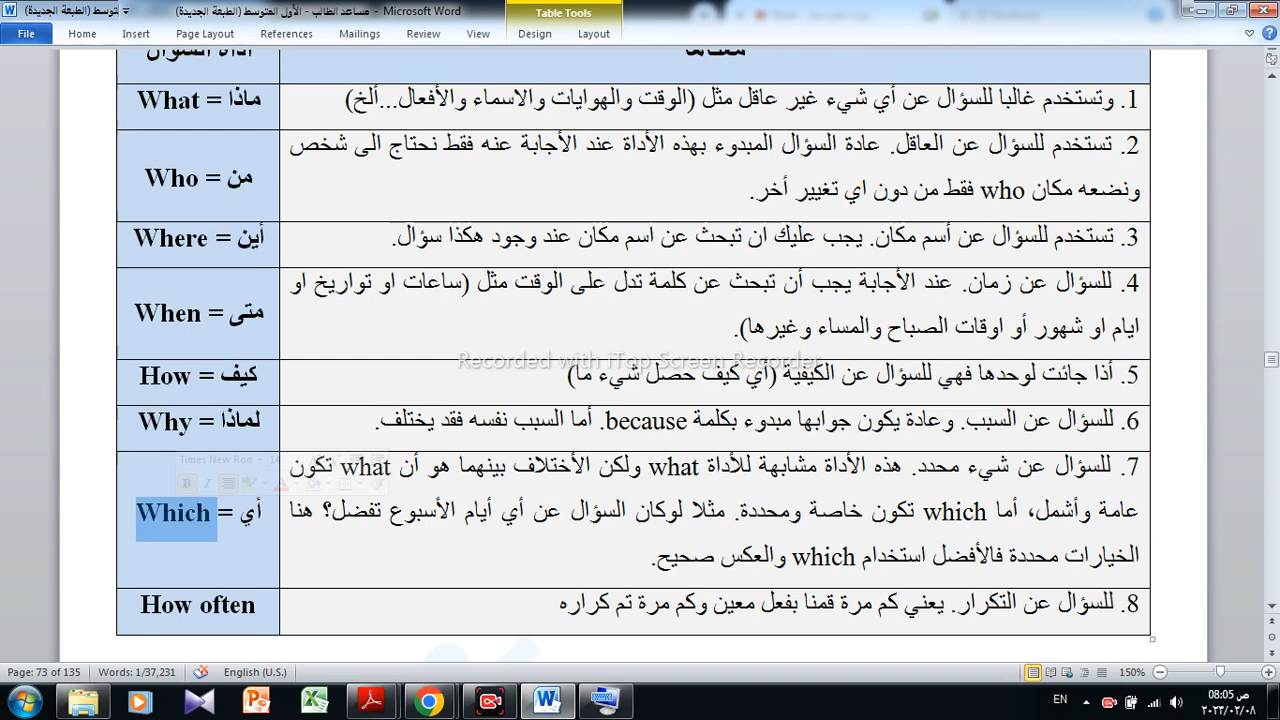 مساعد الطالب - الأول المتوسط (الطبعة الجديدة) - Microsoft Word
Table Tools
File Home Insert Page Layout References Mailings Review View Design Layout
أداة السؤال
معناها
What = ماذا
1. وتستخدم غالبا للسؤال عن أي شيء غير عاقل مثل (الوقت والهوايات والاسماء والأفعال...ألخ)
Who = من
2. تستخدم للسؤال عن العاقل. عادة السؤال المبدوء بهذه الأداة عند الأجابة عنه فقط نحتاج الى شخص
ونضعه مكان who فقط من دون اي تغيير أخر.
Where = أين
3. تستخدم للسؤال عن أسم مكان. يجب عليك ان تبحث عن اسم مكان عند وجود هكذا سؤال.
When = متى
4. للسؤال عن زمان. عند الأجابة يجب أن تبحث عن كلمة تدل على الوقت مثل (ساعات او تواريخ او
ايام او شهور أو اوقات الصباح والمساء وغيرها).
Recorded with iTop Screen Recorder
How = كيف
5. أذا جائت لوحدها فهي للسؤال عن الكيفية (أي كيف حصل شيء ما)
Why = لماذا
6. للسؤال عن السبب. وعادة يكون جوابها مبدوء بكلمة because. أما السبب نفسه فقد يختلف.
Which = أي
7. للسؤال عن شيء محدد. هذه الأداة مشابهة للأداة what ولكن الأختلاف بينهما هو أن what تكون
عامة وأشمل، أما which تكون خاصة ومحددة. مثلا لوكان السؤال عن أي أيام الأسبوع تفضل؟ هنا
الخيارات محددة فالأفضل استخدام which والعكس صحيح.
How often
8. للسؤال عن التكرار. يعني كم مرة قمنا بفعل معين وكم مرة تم كراره
Page: 73 of 135 Words: 1/37,231 English (U.S.) 150%
EN
08:05 ص
٢٠٢٣/٠٢/٠٨